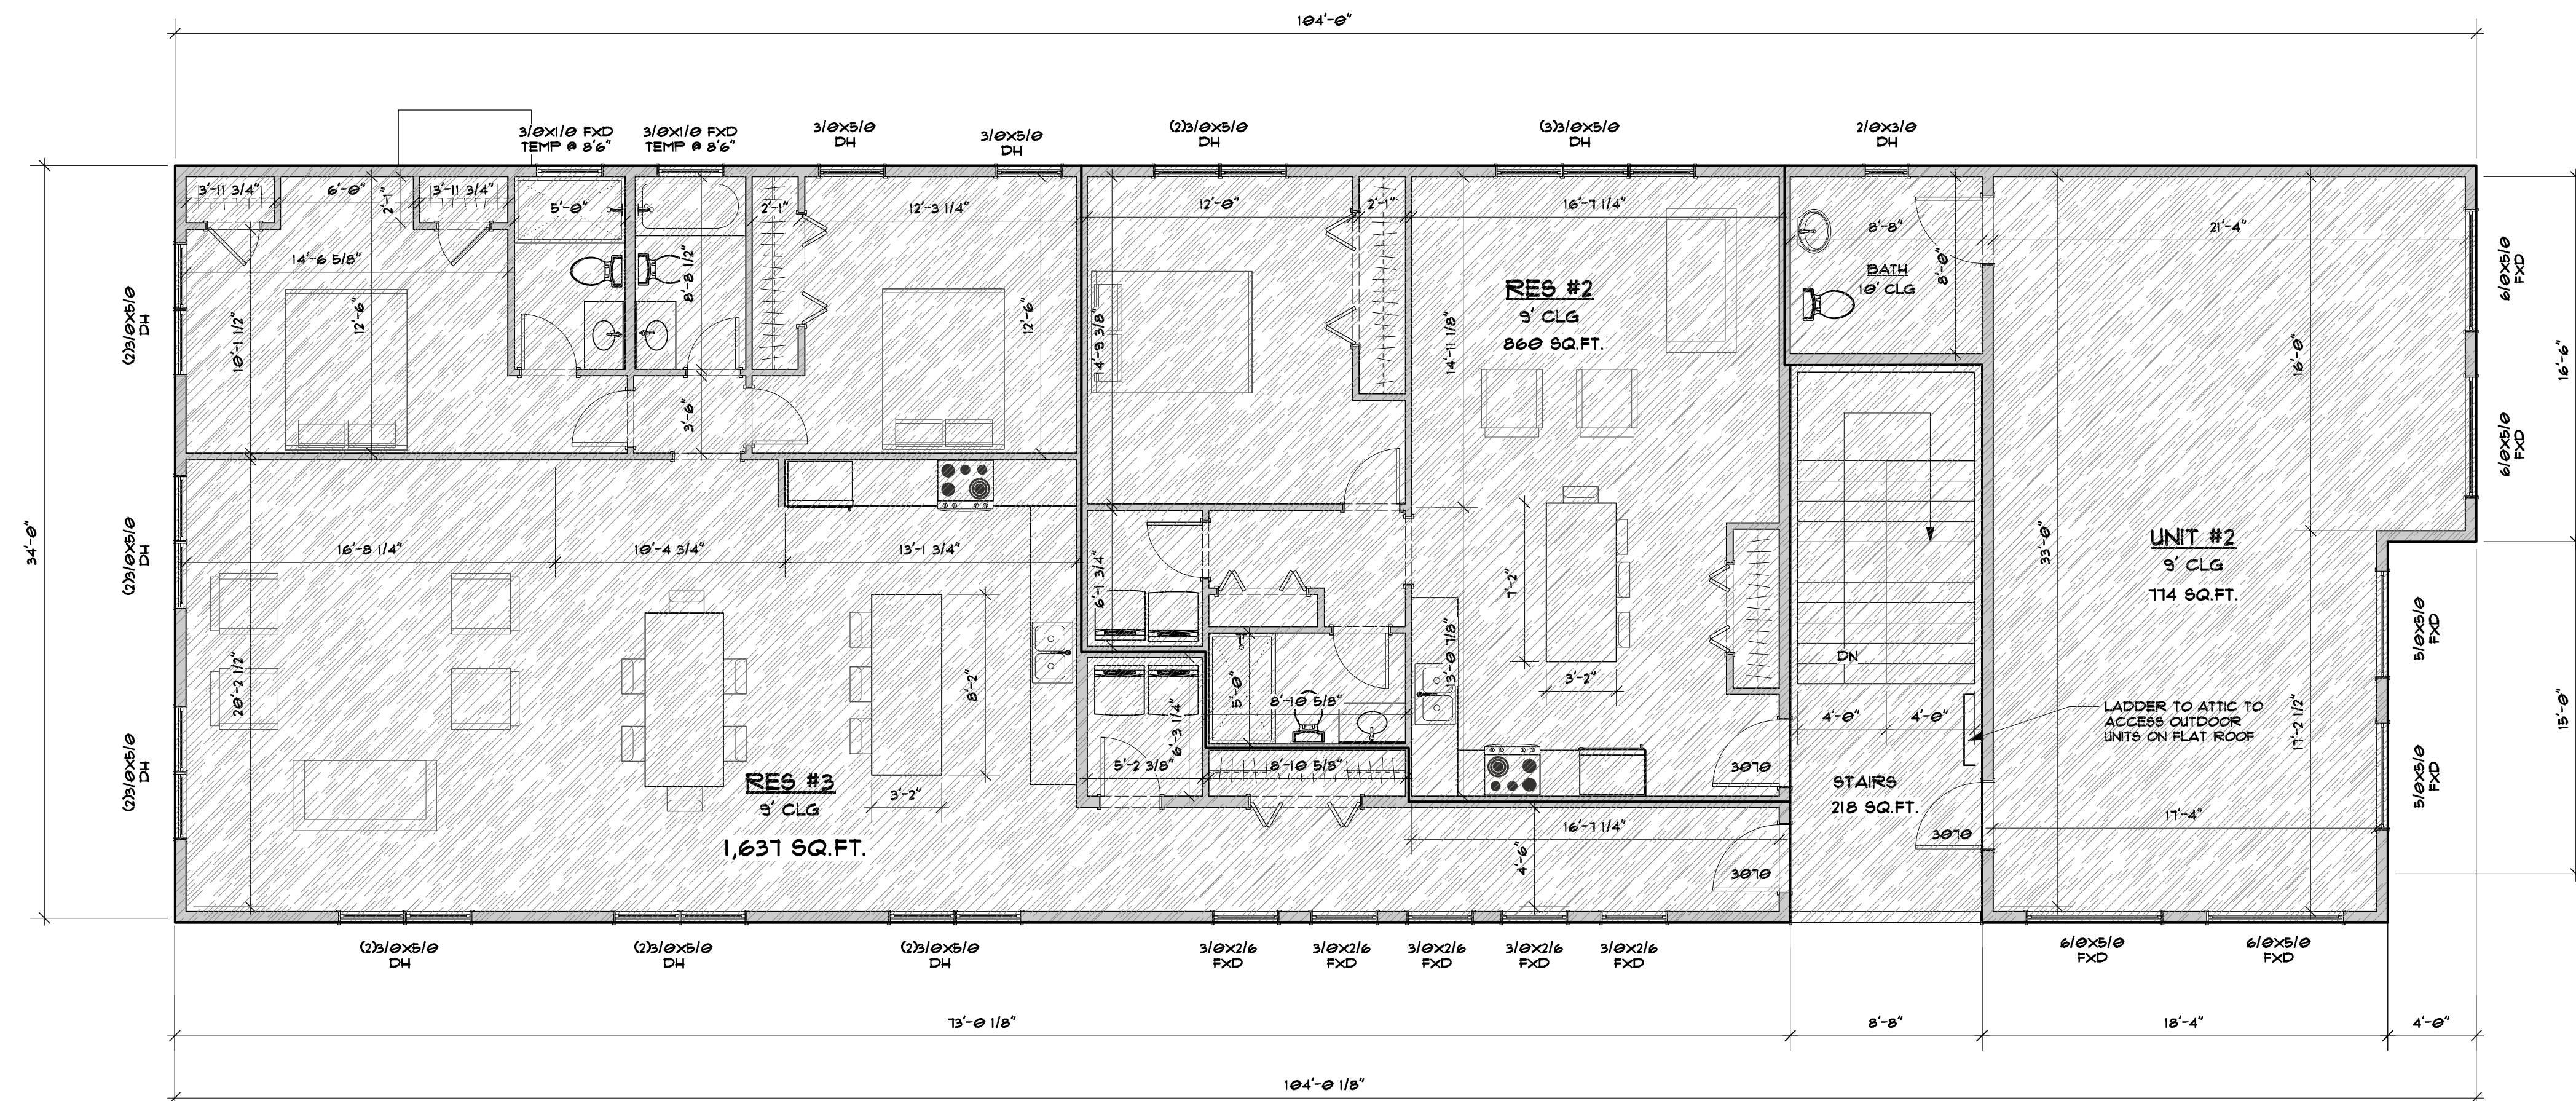 104'-0"
3/0X1/0 FXD
TEMP @ 8'6"
3/0X1/0 FXD
TEMP @ 8'6"
3/0X5/0
DH
3/0X5/0
DH
(2)3/0X5/0
DH
(3)3/0X5/0
DH
2/0X3/0
DH
3'-11 3/4"
6'-0"
2'-1"
3'-11 3/4"
5'-0"
2'-1"
12'-3 1/4"
12'-0"
2'-1"
16'-7 1/4"
8'-8"
21'-4"
14'-6 5/8"
12'-6"
10'-1 1/2"
8'-8 1/2"
3'-6"
12'-6"
14'-9 3/8"
14'-11 1/8"
RES #2
9' CLG
860 SQ.FT.
BATH
10' CLG
8'-0"
16'-0"
6/0X5/0
FXD
6/0X5/0
FXD
16'-6"
(2)3/0X5/0
DH
34'-0"
(2)3/0X5/0
DH
(2)3/0X5/0
DH
16'-8 1/4"
10'-4 3/4"
13'-1 3/4"
20'-2 1/2"
8'-2"
3'-2"
6'-1 3/4"
7'-2"
3'-2"
13'-0 7/8"
5'-0"
8'-10 5/8"
6'-3 1/4"
5'-2 3/8"
8'-10 5/8"
33'-0"
UNIT #2
9' CLG
774 SQ.FT.
5/0X5/0
FXD
5/0X5/0
FXD
15'-0"
17'-2 1/2"
DN
4'-0"
4'-0"
LADDER TO ATTIC TO
ACCESS OUTDOOR
UNITS ON FLAT ROOF
STAIRS
218 SQ.FT.
3070
3070
3070
17'-4"
RES #3
9' CLG
1,637 SQ.FT.
16'-7 1/4"
4'-6"
(2)3/0X5/0
DH
(2)3/0X5/0
DH
(2)3/0X5/0
DH
3/0X2/6
FXD
3/0X2/6
FXD
3/0X2/6
FXD
3/0X2/6
FXD
3/0X2/6
FXD
6/0X5/0
FXD
6/0X5/0
FXD
73'-0 1/8"
8'-8"
18'-4"
4'-0"
104'-0 1/8"